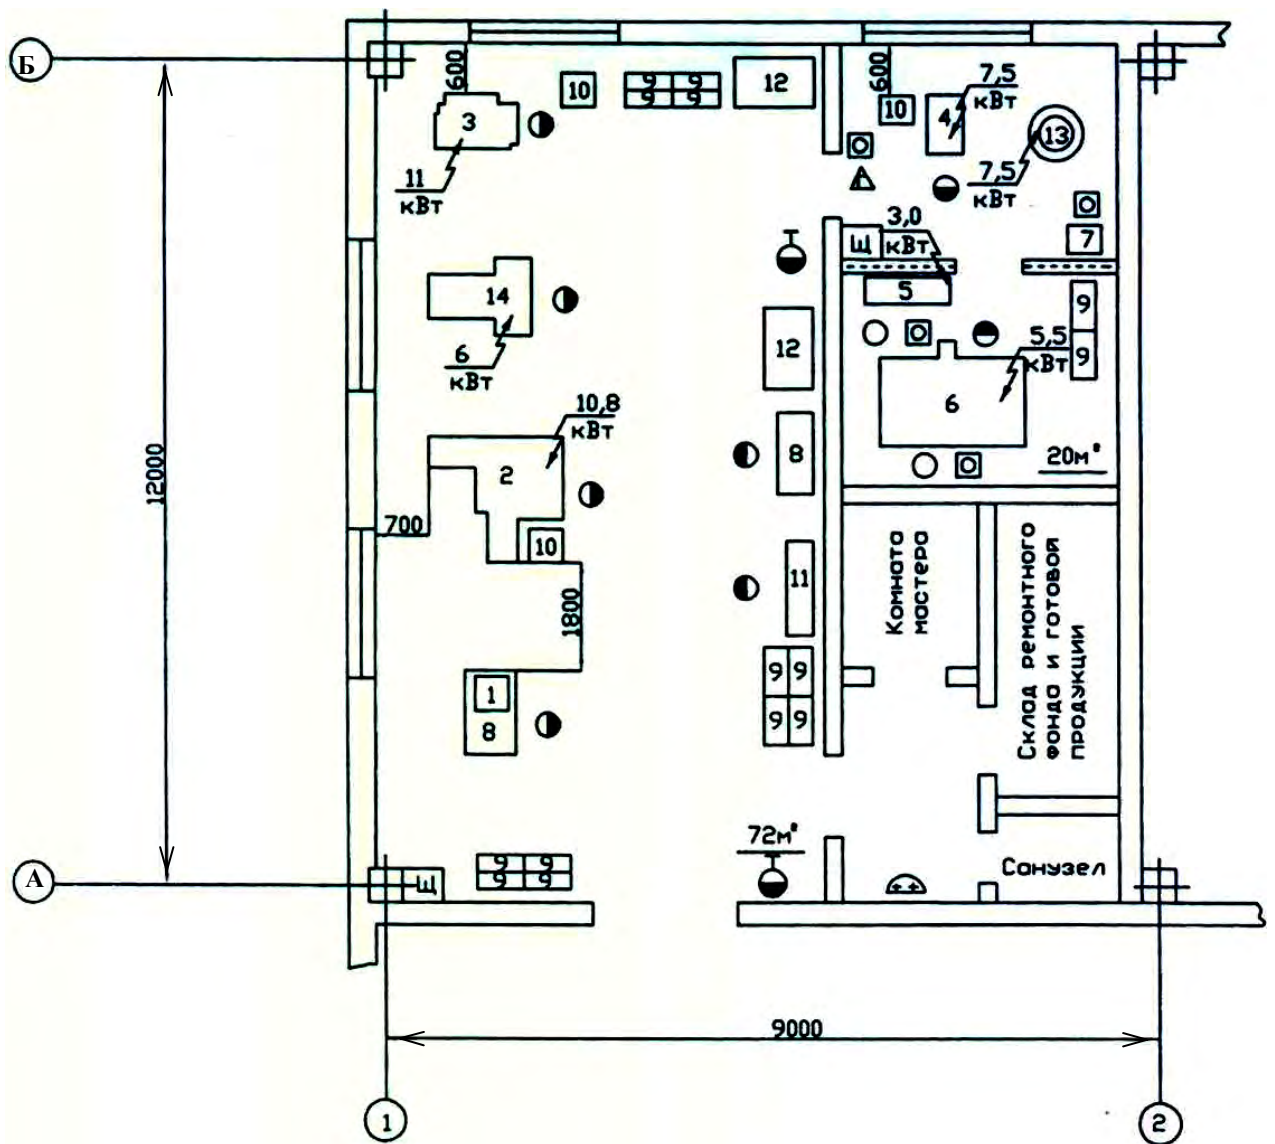 Б
600
10
9 9
9 9
12
600
10
4
7,5
кВт
13
3
11
кВт
7,5
кВт
7
Щ
3,0
кВт
5
14
6
кВт
12
9
9
5,5
кВт
6
10,8
кВт
2
8
20м²
12000
700
10
11
1800
Комната
мастера
Склад ремонтного
фонда и готовой
продукции
1
8
9 9
9 9
72м²
9 9
9 9
Щ
А
Санузел
9000
1
2